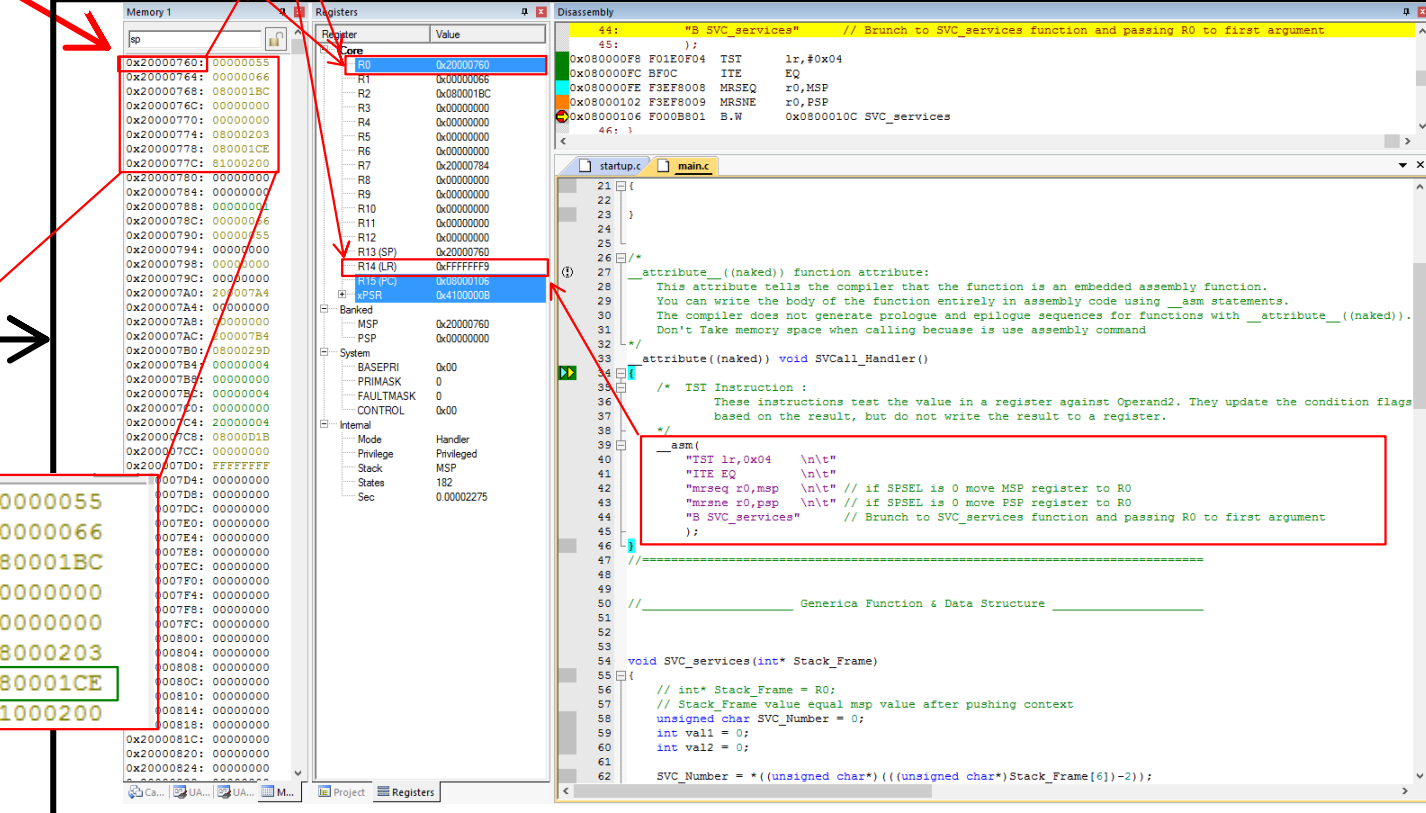 Memory 1
sp
0x20000760: 00000055
0x20000764: 00000066
0x20000768: 080001BC
0x2000076C: 00000000
0x20000770: 00000000
0x20000774: 08000203
0x20000778: 080001CE
0x2000077C: 81000200
0x20000780: 00000000
0x20000784: 00000000
0x20000788: 00000001
0x2000078C: 00000066
0x20000790: 00000055
0x20000794: 00000000
0x20000798: 00000000
0x2000079C: 00000000
0x200007A0: 200007A4
0x200007A4: 00000000
0x200007A8: 00000000
0x200007AC: 200007B4
0x200007B0: 0800029D
0x200007B4: 00000004
0x200007B8: 00000000
0x200007BC: 00000004
0x200007C0: 00000000
0x200007C4: 20000004
0x200007C8: 08000D1B
0x200007CC: 00000000
0x200007D0: FFFFFFFF
0007D4: 00000000
0007D8: 00000000
0007DC: 00000000
0007E0: 00000000
0007E4: 00000000
0007E8: 00000000
0007EC: 00000000
0007F0: 00000000
0007F4: 00000000
0007F8: 00000000
0007FC: 00000000
000800: 00000000
000804: 00000000
000808: 00000000
00080C: 00000000
000810: 00000000
000814: 00000000
000818: 00000000
0x2000081C: 00000000
0x20000820: 00000000
0x20000824: 00000000
0000055
0000066
80001BC
0000000
0000000
8000203
80001CE
1000200
Ca...
UA...
UA...
M...
Registers
Register Value
Core
R0 0x20000760
R1 0x00000066
R2 0x080001BC
R3 0x00000000
R4 0x00000000
R5 0x00000000
R6 0x00000000
R7 0x20000784
R8 0x00000000
R9 0x00000000
R10 0x00000000
R11 0x00000000
R12 0x00000000
R13 (SP) 0x20000760
R14 (LR) 0xFFFFFFF9
R15 (PC) 0x08000106
xPSR 0x4100000B
Banked
MSP 0x20000760
PSP 0x00000000
System
BASEPRI 0x00
PRIMASK 0
FAULTMASK 0
CONTROL 0x00
Internal
Mode Handler
Privilege Privileged
Stack MSP
States 182
Sec 0.00002275
Project
Registers
Disassembly
44: "B SVC_services" // Brunch to SVC_services function and passing R0 to first argument
45: );
0x080000F8 F01E0F04 TST lr,#0x04
0x080000FC BF0C ITE EQ
0x080000FE F3EF8008 MRSEQ r0,MSP
0x08000102 F3EF8009 MRSNE r0,PSP
0x08000106 F000B801 B.W 0x0800010C SVC_services
46: }
startup.c
main.c
21 {
22
23 }
24
25
26 /*
27 __attribute__((naked)) function attribute:
28 This attribute tells the compiler that the function is an embedded assembly function.
29 You can write the body of the function entirely in assembly code using __asm statements.
30 The compiler does not generate prologue and epilogue sequences for functions with __attribute__((naked)).
31 Don't Take memory space when calling becuase is use assembly command
32 */
33 __attribute((naked)) void SVCall_Handler()
34 {
35 /* TST Instruction :
36 These instructions test the value in a register against Operand2. They update the condition flags
37 based on the result, but do not write the result to a register.
38 */
39 __asm(
40 "TST lr,0x04 \n\t"
41 "ITE EQ \n\t"
42 "mrseq r0,msp \n\t" // if SPSEL is 0 move MSP register to R0
43 "mrsne r0,psp \n\t" // if SPSEL is 0 move PSP register to R0
44 "B SVC_services" // Brunch to SVC_services function and passing R0 to first argument
45 );
46 }
47 //======================================================================================
48
49
50 //_______________________ Generica Function & Data Structure _______________________
51
52
53
54 void SVC_services(int* Stack_Frame)
55 {
56 // int* Stack_Frame = R0;
57 // Stack_Frame value equal msp value after pushing context
58 unsigned char SVC_Number = 0;
59 int val1 = 0;
60 int val2 = 0;
61
62 SVC_Number = *((unsigned char*)(((unsigned char*)Stack_Frame[6])-2));